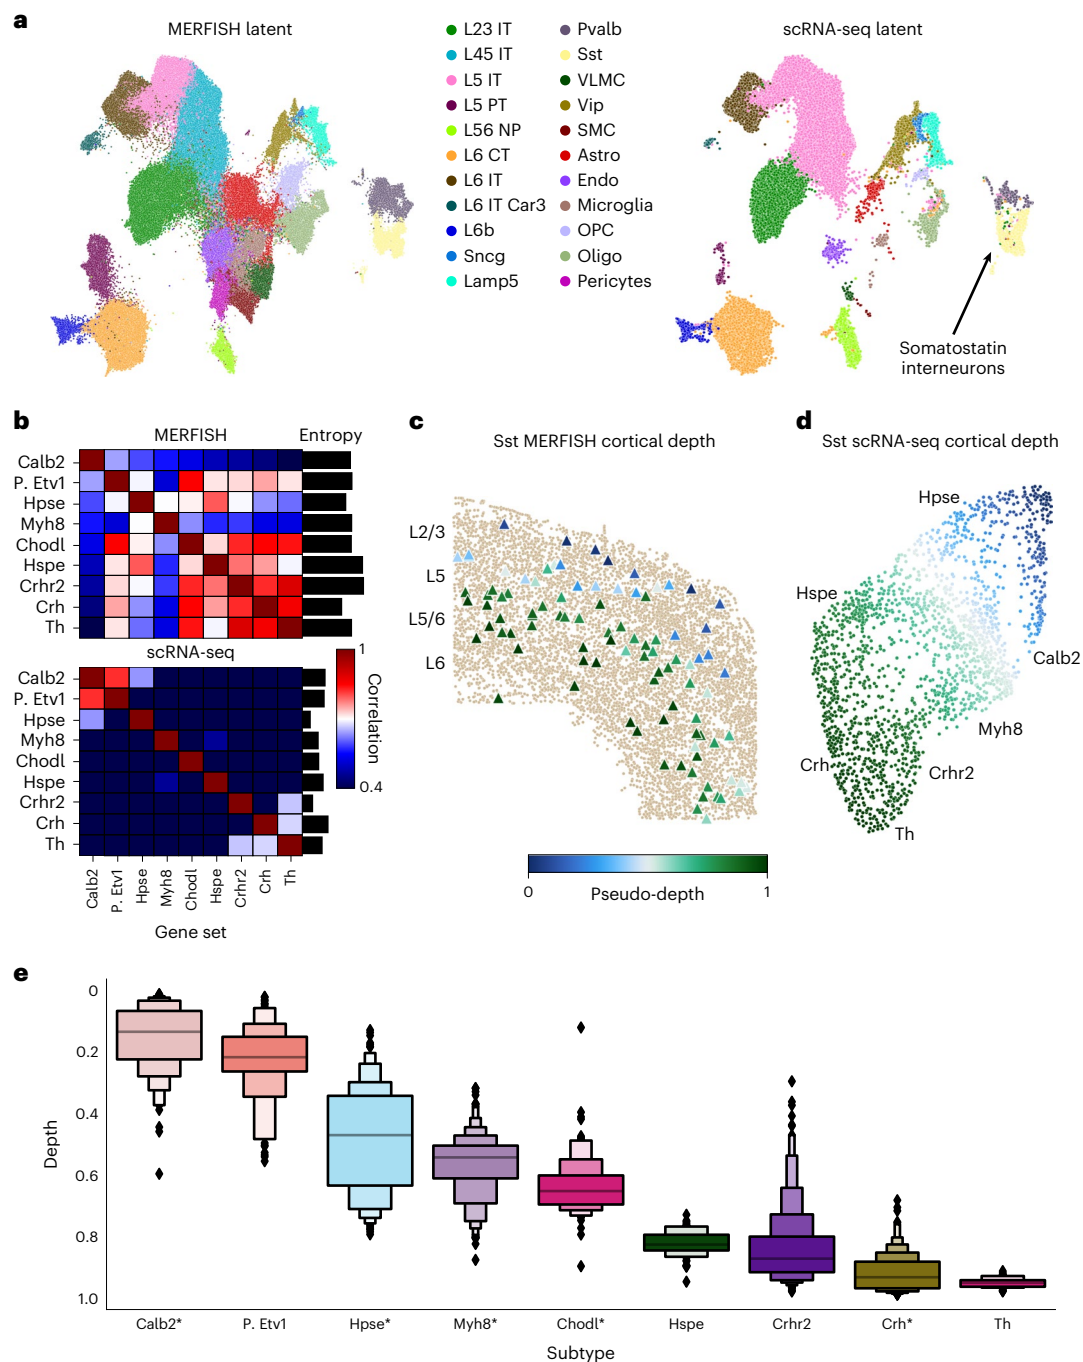 a
MERFISH latent
scRNA-seq latent
L23 IT
L45 IT
L5 IT
L5 PT
L56 NP
L6 CT
L6 IT
L6 IT Car3
L6b
Sncg
Lamp5
Pvalb
Sst
VLMC
Vip
SMC
Astro
Endo
Microglia
OPC
Oligo
Pericytes
Somatostatin
interneurons
b
MERFISH
Entropy
Calb2
P. Etv1
Hpse
Myh8
Chodl
Hspe
Crhr2
Crh
Th
scRNA-seq
Calb2
P. Etv1
Hpse
Myh8
Chodl
Hspe
Crhr2
Crh
Th
1
Correlation
0.4
Calb2
P. Etv1
Hpse
Myh8
Chodl
Hspe
Crhr2
Crh
Th
Gene set
c
Sst MERFISH cortical depth
L2/3
L5
L5/6
L6
0
1
Pseudo-depth
d
Sst scRNA-seq cortical depth
Hpse
Hspe
Calb2
Myh8
Crh
Crhr2
Th
e
Depth
0
0.2
0.4
0.6
0.8
1.0
Calb2* P. Etv1 Hpse* Myh8* Chodl* Hspe Crhr2 Crh* Th
Subtype